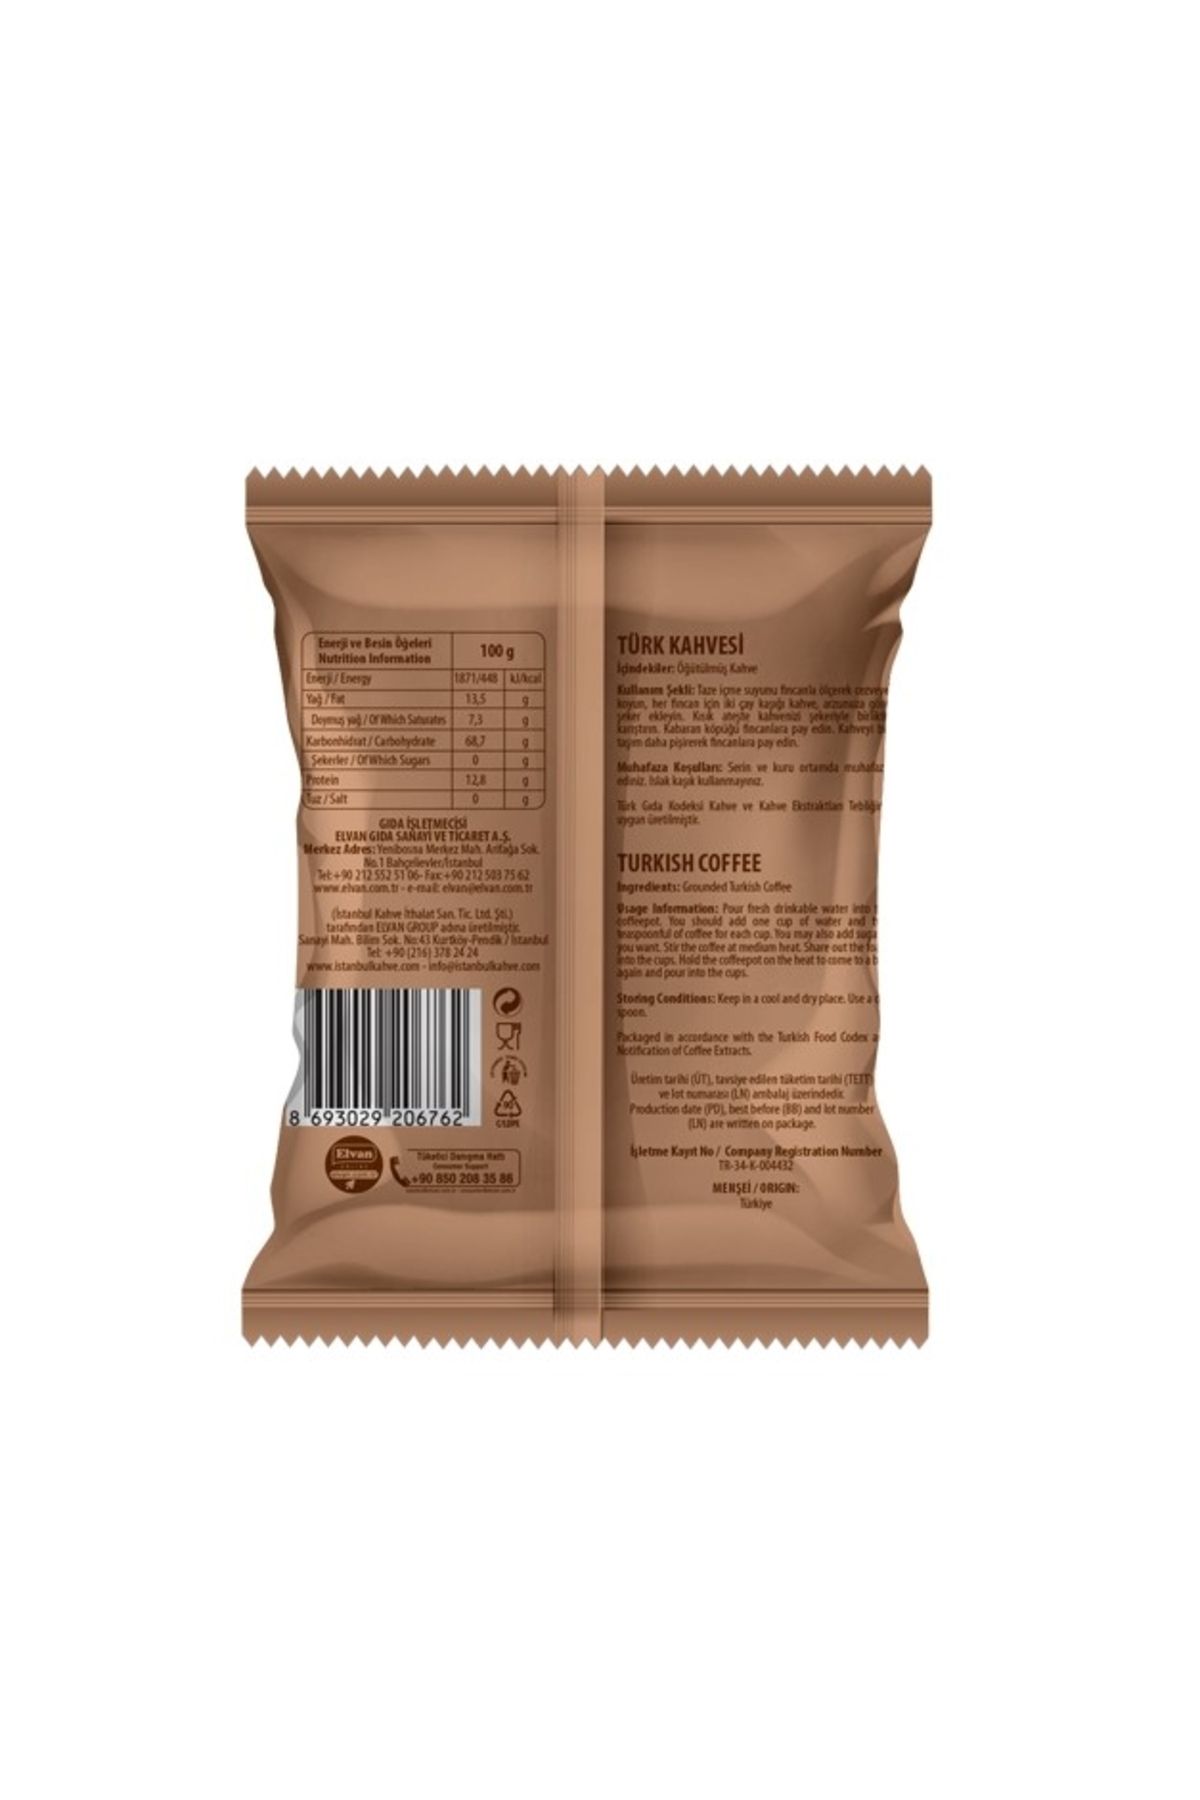 Enerji ve Besin Öğeleri
Nutrition Information
100 g
Enerji / Energy 1871/448 kJ/kcal
Yağ / Fat 13,5 g
Doymuş yağ / Of Which Saturates 7,3 g
Karbonhidrat / Carbohydrate 68,7 g
Şekerler / Of Which Sugars 0 g
Protein 12,8 g
Tuz / Salt 0 g
GIDA İŞLETMECİSİ
ELVAN GIDA SANAYİ VE TİCARET A.Ş.
Merkez Adres: Yenibosna Merkez Mah. Arifağa Sok.
No.1 Bahçelievler/İstanbul
Tel:+90 212 552 51 06- Fax:+90 212 503 75 62
www.elvan.com.tr - e-mail: elvan@elvan.com.tr
(İstanbul Kahve İthalat San. Tic. Ltd. Şti.)
tarafından ELVAN GROUP adına üretilmiştir.
Sanayi Mah. Bilim Sok. No:43 Kurtköy-Pendik / İstanbul
Tel: +90 (216) 378 24 24
www.istanbulkahve.com - info@istanbulkahve.com
8 693029 206762
90
C/LDPE
Elvan
Tüketici Danışma Hattı
Consumer Support
+90 850 208 35 86
TÜRK KAHVESİ
İçindekiler: Öğütülmüş Kahve
Kullanım Şekli: Taze içme suyunu fincanla ölçerek cezveye
koyun, her fincan için iki çay kaşığı kahve, arzunuza gör
şeker ekleyin. Kısık ateşte kahvenizi şekeriyle birlikt
karıştırın. Kabaran köpüğü fincanlara pay edin. Kahveyi b
taşım daha pişirerek fincanlara pay edin.
Muhafaza Koşulları: Serin ve kuru ortamda muhafaz
ediniz. Islak kaşık kullanmayınız.
Türk Gıda Kodeksi Kahve ve Kahve Ekstraktları Tebliği
uygun üretilmiştir.
TURKISH COFFEE
Ingredients: Grounded Turkish Coffee
Usage Information: Pour fresh drinkable water into t
coffeepot. You should add one cup of water and
teaspoonful of coffee for each cup. You may also add suga
you want. Stir the coffee at medium heat. Share out the fo
into the cups. Hold the coffeepot on the heat to come to a b
again and pour into the cups.
Storing Conditions: Keep in a cool and dry place. Use a
spoon.
Packaged in accordance with the Turkish Food Codex a
Notification of Coffee Extracts.
Üretim tarihi (ÜT), tavsiye edilen tüketim tarihi (TETT)
ve lot numarası (LN) ambalaj üzerindedir.
Production date (PD), best before (BB) and lot number
(LN) are written on package.
İşletme Kayıt No / Company Registration Number
TR-34-K-004432
MENŞEİ / ORIGIN:
Türkiye